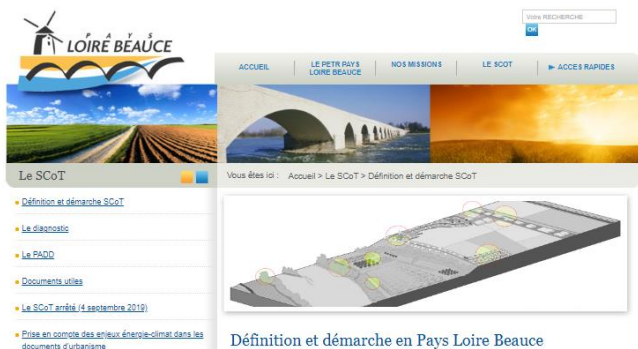 Votre RECHERCHE
OK
PAYS
LOIRE BEAUCE
ACCUEIL
LE PETR PAYS
LOIRE BEAUCE
NOS MISSIONS
LE SCOT
► ACCES RAPIDES
Le SCoT
Vous êtes ici : Accueil > Le SCoT > Définition et démarche SCoT
Définition et démarche SCoT
Le diagnostic
Le PADD
Documents utiles
Le SCoT arrêté (4 septembre 2019)
Prise en compte des enjeux énergie-climat dans les
documents d'urbanisme
Définition et démarche en Pays Loire Beauce